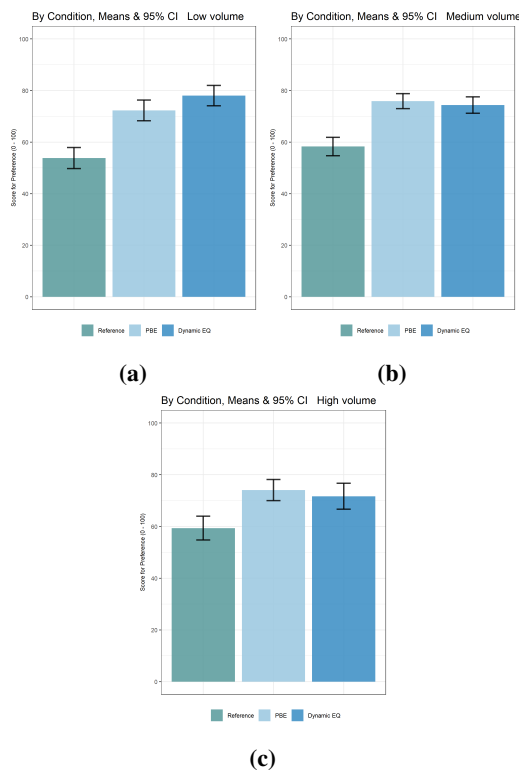 By Condition, Means & 95% CI Low volume
100
80
60
40
20
0
Score for Preference (0 - 100)
Reference PBE Dynamic EQ
(a)
By Condition, Means & 95% CI Medium volume
100
80
60
40
20
0
Score for Preference (0 - 100)
Reference PBE Dynamic EQ
(b)
By Condition, Means & 95% CI High volume
100
80
60
40
20
0
Score for Preference (0 - 100)
Reference PBE Dynamic EQ
(c)